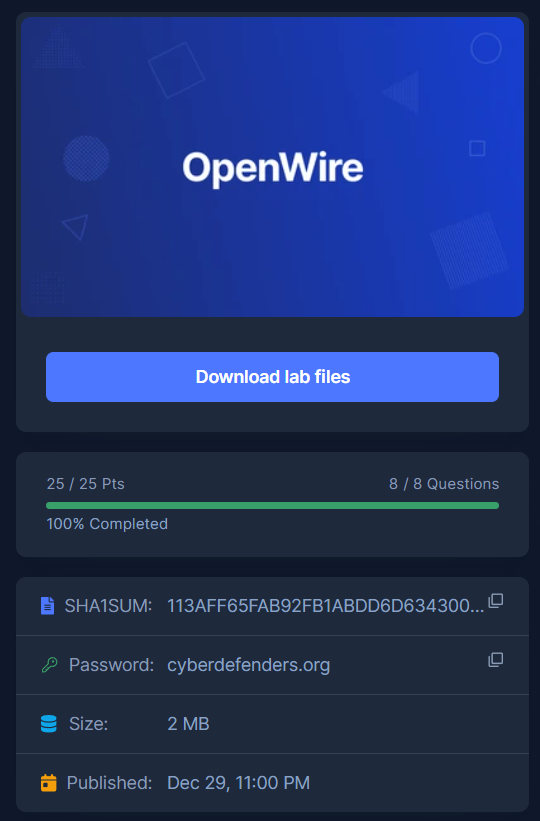 OpenWire
Download lab files
25 / 25 Pts 8 / 8 Questions
100% Completed
SHA1SUM: 113AFF65FAB92FB1ABDD6D634300...
Password: cyberdefenders.org
Size: 2 MB
Published: Dec 29, 11:00 PM